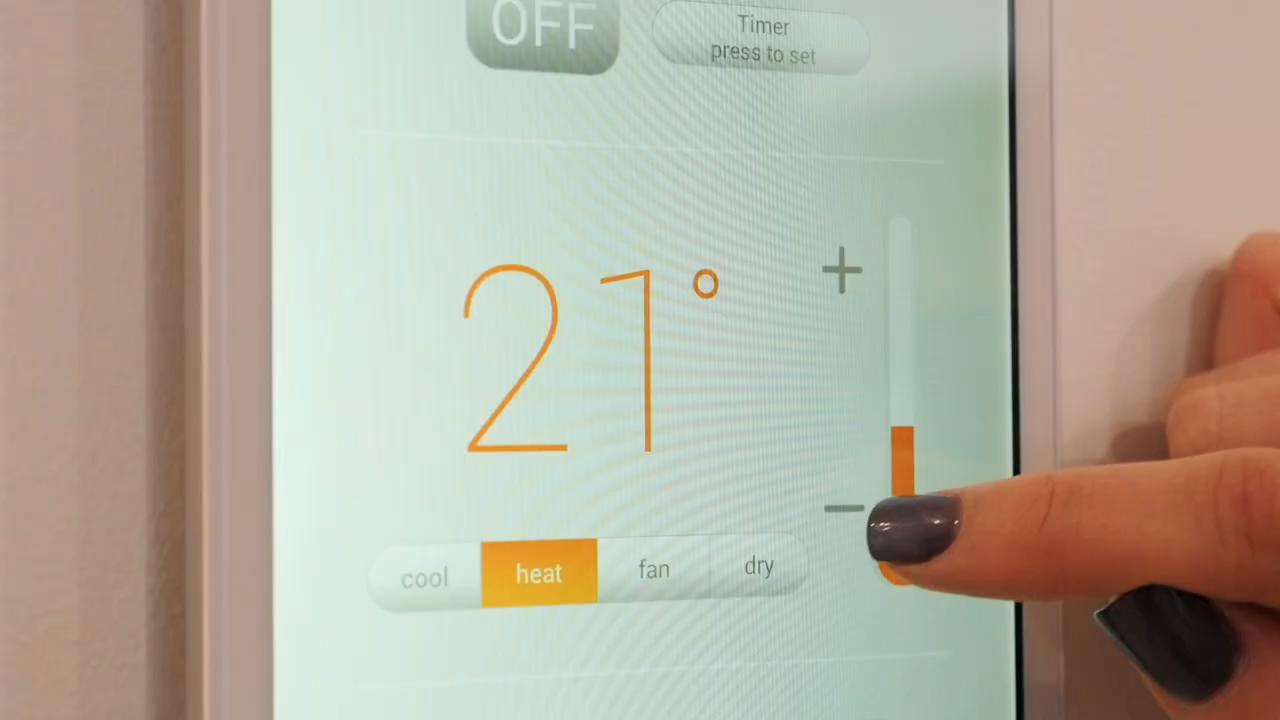 OFF
Timer
press to set
21°
+
−
cool heat fan dry